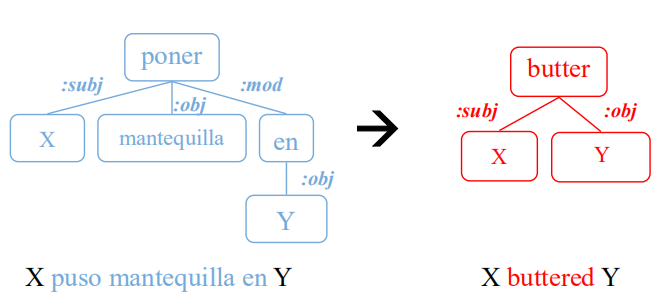 poner
butter
:subj
:obj
:mod
:subj
:obj
X
mantequilla
en
X
Y
:obj
Y
X puso mantequilla en Y
X buttered Y